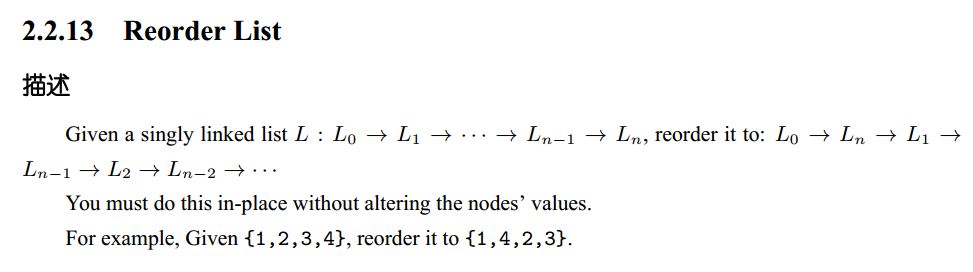 2.2.13 Reorder List
描述
Given a singly linked list L : L₀ → L₁ → ⋯ → Lₙ₋₁ → Lₙ, reorder it to: L₀ → Lₙ → L₁ →
Lₙ₋₁ → L₂ → Lₙ₋₂ → ⋯
You must do this in-place without altering the nodes’ values.
For example, Given {1,2,3,4}, reorder it to {1,4,2,3}.